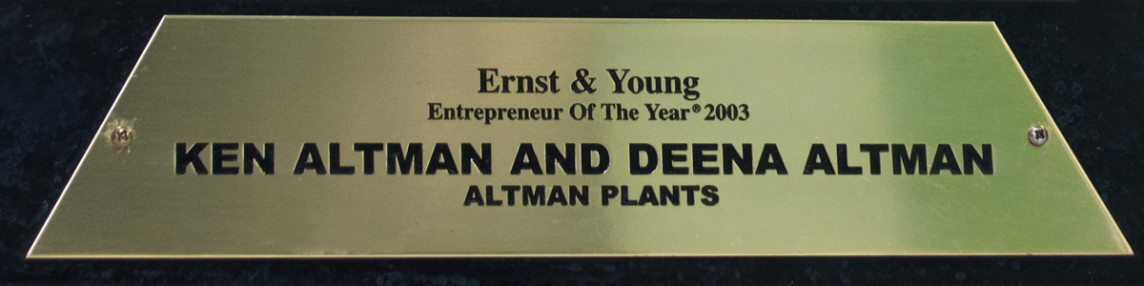 Ernst & Young
Entrepreneur Of The Year® 2003
KEN ALTMAN AND DEENA ALTMAN
ALTMAN PLANTS